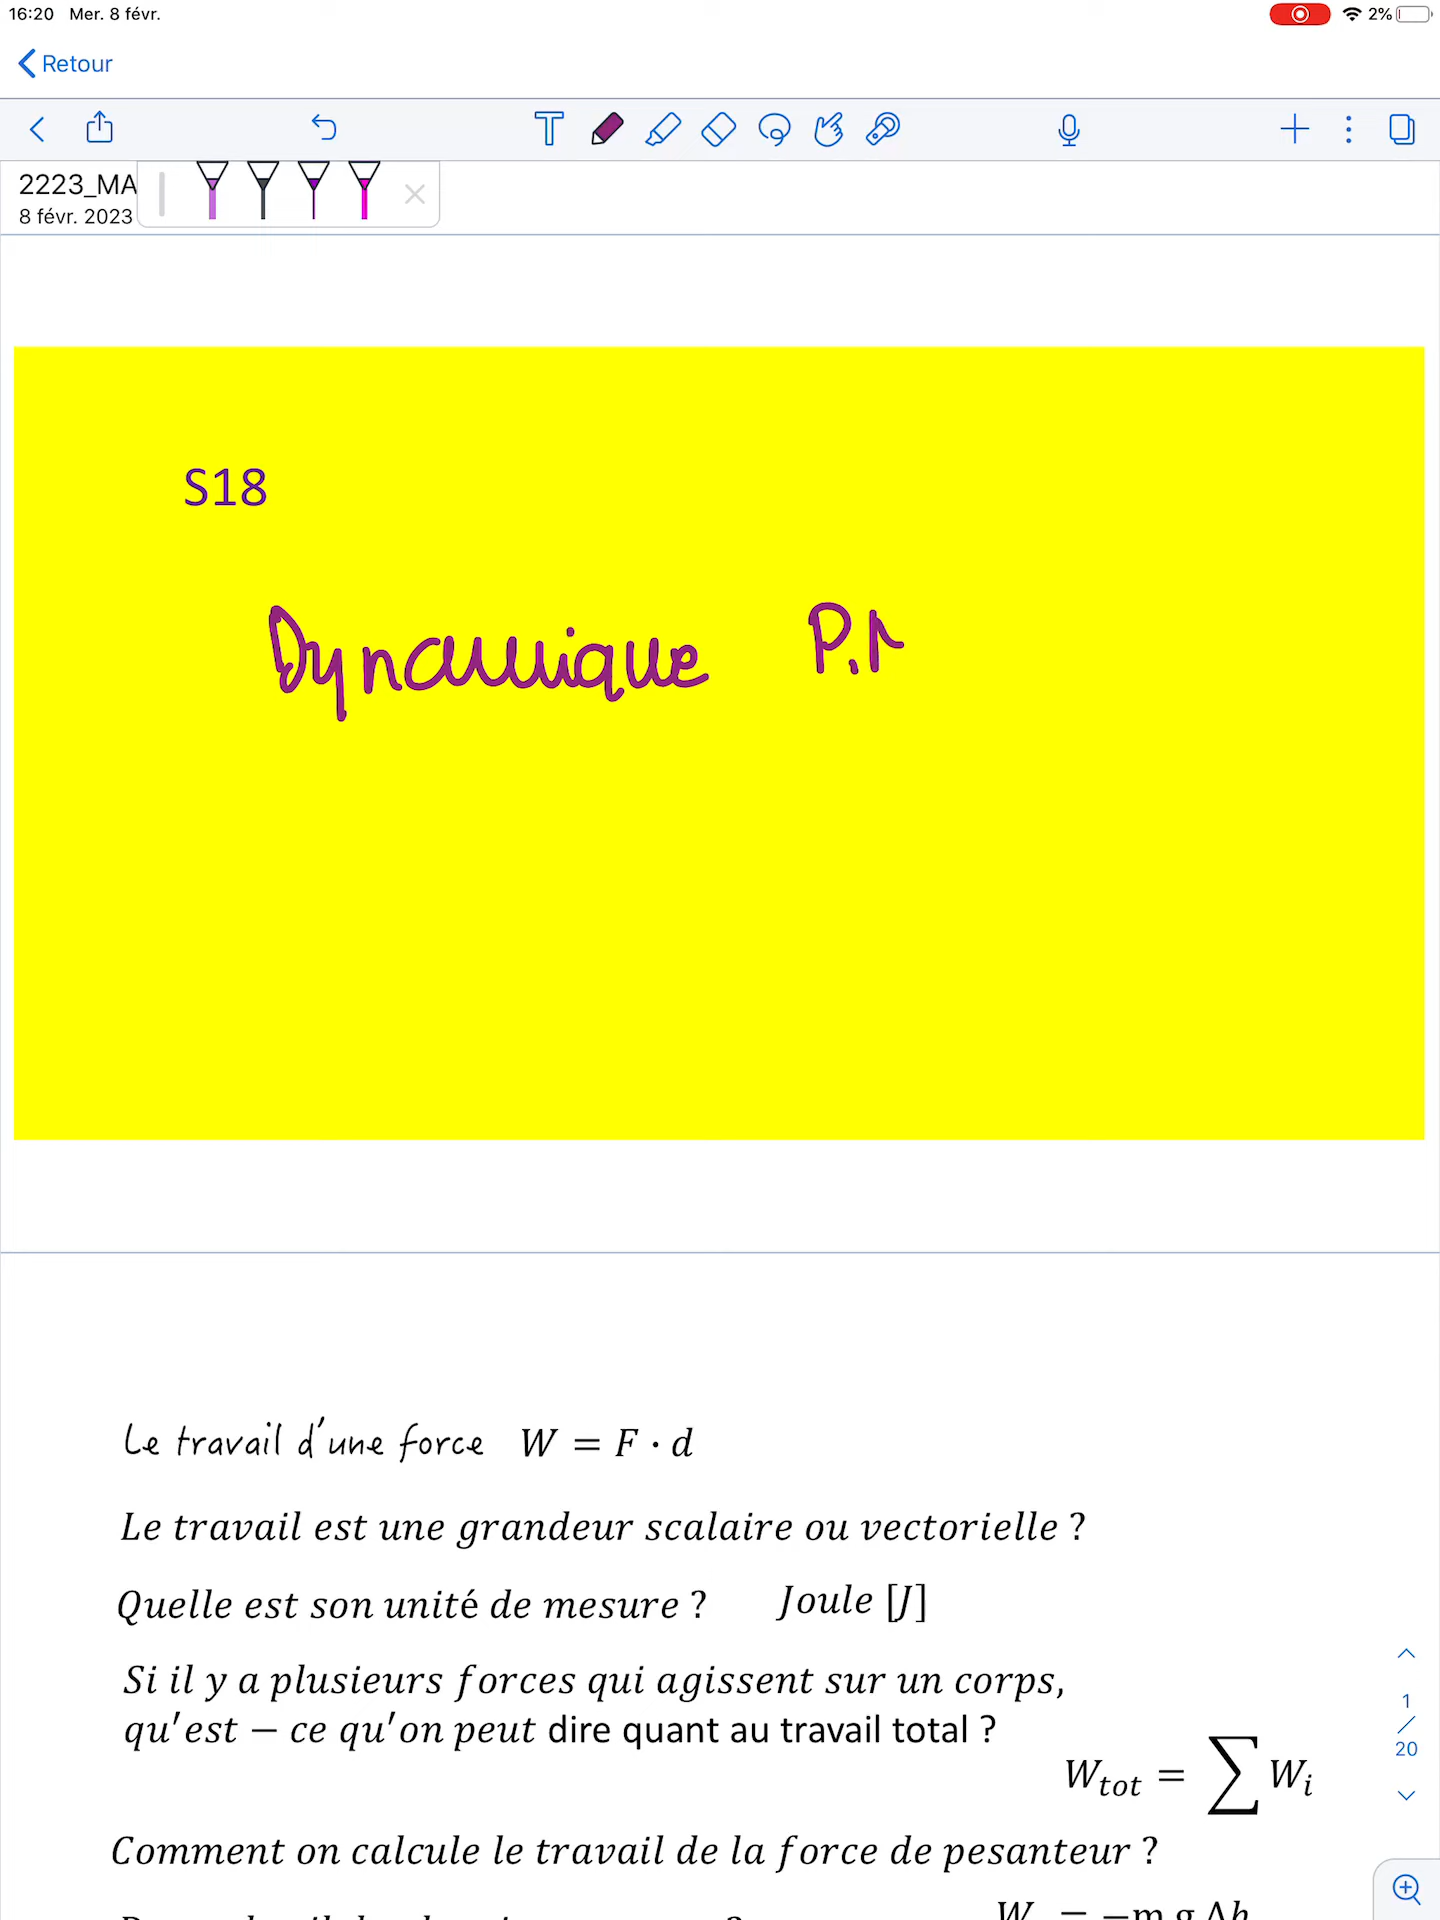 16:20 Mer. 8 févr. 2%
Retour
2223_MA
8 févr. 2023
S18
Dynamique P.1
Le travail d'une force W = F · d
Le travail est une grandeur scalaire ou vectorielle ?
Quelle est son unité de mesure ? Joule [J]
Si il y a plusieurs forces qui agissent sur un corps,
qu'est − ce qu'on peut dire quant au travail total ?
W_tot = ∑ W_i
1
/
20
Comment on calcule le travail de la force de pesanteur ?
= −m g Δh